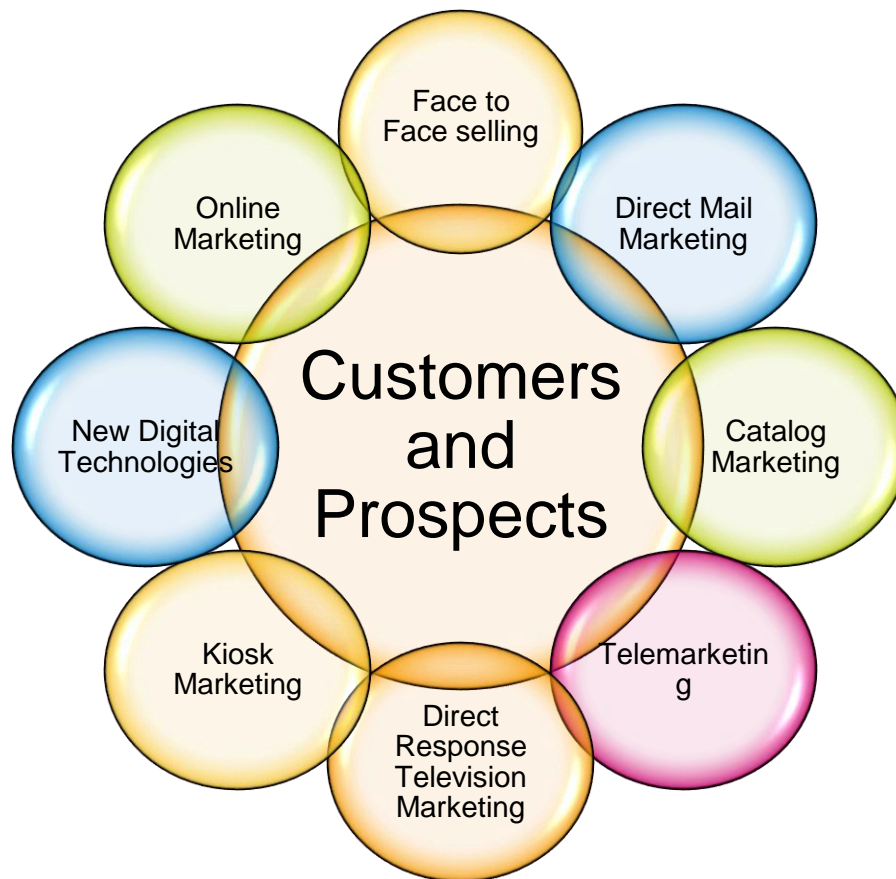 Face to
Face selling
Direct Mail
Marketing
Catalog
Marketing
Telemarketin
g
Direct
Response
Television
Marketing
Kiosk
Marketing
New Digital
Technologies
Online
Marketing
Customers
and
Prospects